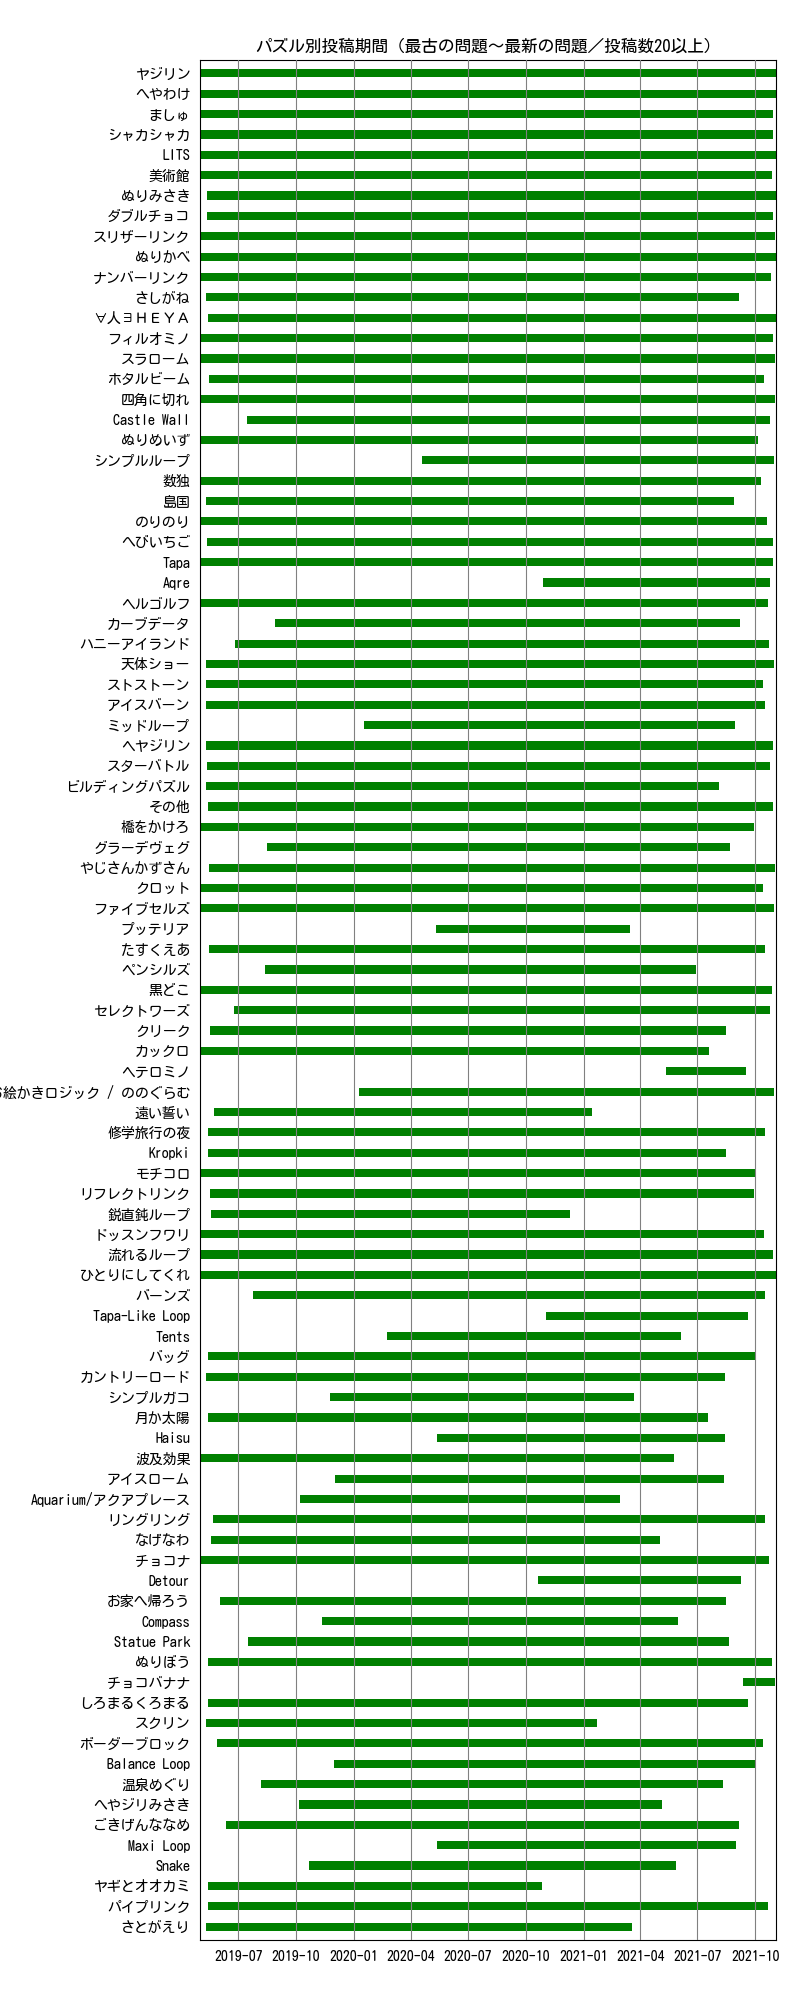 パズル別投稿期間（最古の問題～最新の問題／投稿数20以上）
ヤジリン
へやわけ
ましゅ
シャカシャカ
LITS
美術館
ぬりみさき
ダブルチョコ
スリザーリンク
ぬりかべ
ナンバーリンク
さしがね
∀人∃ＨＥＹＡ
フィルオミノ
スラローム
ホタルビーム
四角に切れ
Castle Wall
ぬりめいず
シンプルループ
数独
島国
のりのり
へびいちご
Tapa
Aqre
ヘルゴルフ
カーブデータ
ハニーアイランド
天体ショー
ストストーン
アイスバーン
ミッドループ
ヘヤジリン
スターバトル
ビルディングパズル
その他
橋をかけろ
グラーデヴェグ
やじさんかずさん
クロット
ファイブセルズ
プッテリア
たすくえあ
ペンシルズ
黒どこ
セレクトワーズ
クリーク
カックロ
ヘテロミノ
絵かきロジック / ののぐらむ
遠い誓い
修学旅行の夜
Kropki
モチコロ
リフレクトリンク
鋭直鈍ループ
ドッスンフワリ
流れるループ
ひとりにしてくれ
バーンズ
Tapa-Like Loop
Tents
バッグ
カントリーロード
シンプルガコ
月か太陽
Haisu
波及効果
アイスローム
Aquarium/アクアプレース
リングリング
なげなわ
チョコナ
Detour
お家へ帰ろう
Compass
Statue Park
ぬりぼう
チョコバナナ
しろまるくろまる
スクリン
ボーダーブロック
Balance Loop
温泉めぐり
へやジリみさき
ごきげんななめ
Maxi Loop
Snake
ヤギとオオカミ
パイプリンク
さとがえり
2019-07 2019-10 2020-01 2020-04 2020-07 2020-10 2021-01 2021-04 2021-07 2021-10